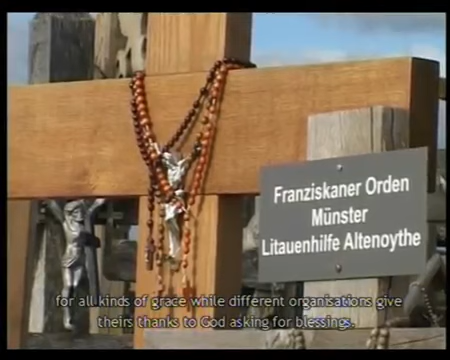 Franziskaner Orden
Münster
Litauenhilfe Altenoythe
for all kinds of grace while different organisations give
theirs thanks to God asking for blessings.